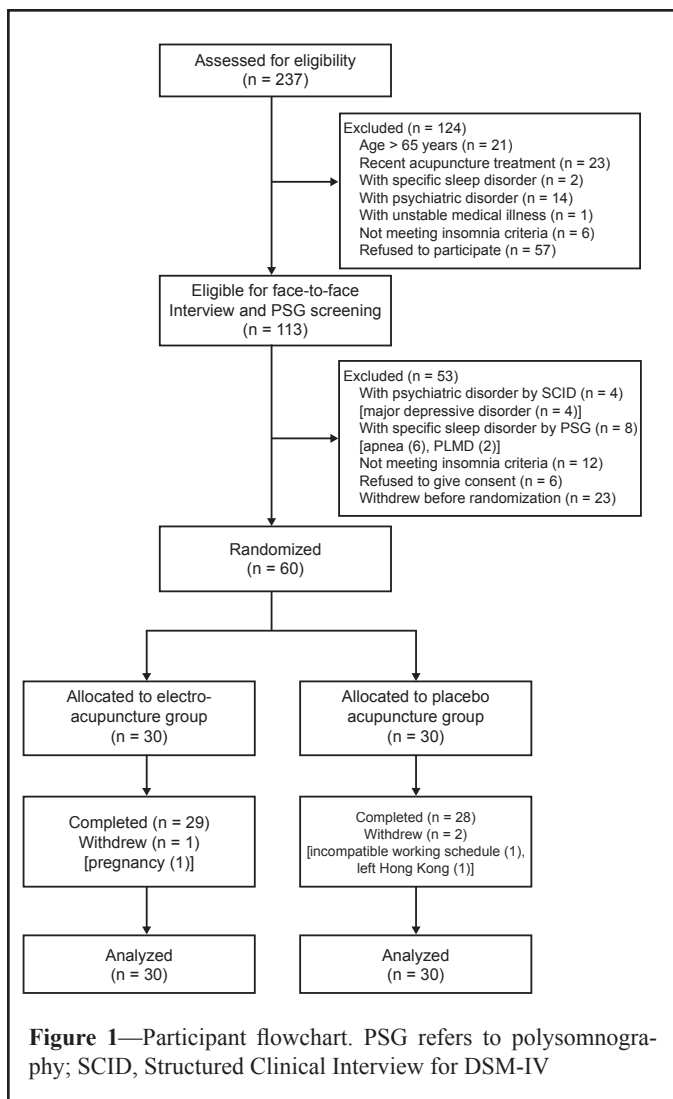 Assessed for eligibility
(n = 237)
Excluded (n = 124)
Age > 65 years (n = 21)
Recent acupuncture treatment (n = 23)
With specific sleep disorder (n = 2)
With psychiatric disorder (n = 14)
With unstable medical illness (n = 1)
Not meeting insomnia criteria (n = 6)
Refused to participate (n = 57)
Eligible for face-to-face
Interview and PSG screening
(n = 113)
Excluded (n = 53)
With psychiatric disorder by SCID (n = 4)
[major depressive disorder (n = 4)]
With specific sleep disorder by PSG (n = 8)
[apnea (6), PLMD (2)]
Not meeting insomnia criteria (n = 12)
Refused to give consent (n = 6)
Withdrew before randomization (n = 23)
Randomized
(n = 60)
Allocated to electro-
acupuncture group
(n = 30)
Allocated to placebo
acupuncture group
(n = 30)
Completed (n = 29)
Withdrew (n = 1)
[pregnancy (1)]
Completed (n = 28)
Withdrew (n = 2)
[incompatible working schedule (1),
left Hong Kong (1)]
Analyzed
(n = 30)
Analyzed
(n = 30)
Figure 1—Participant flowchart. PSG refers to polysomnogra-
phy; SCID, Structured Clinical Interview for DSM-IV